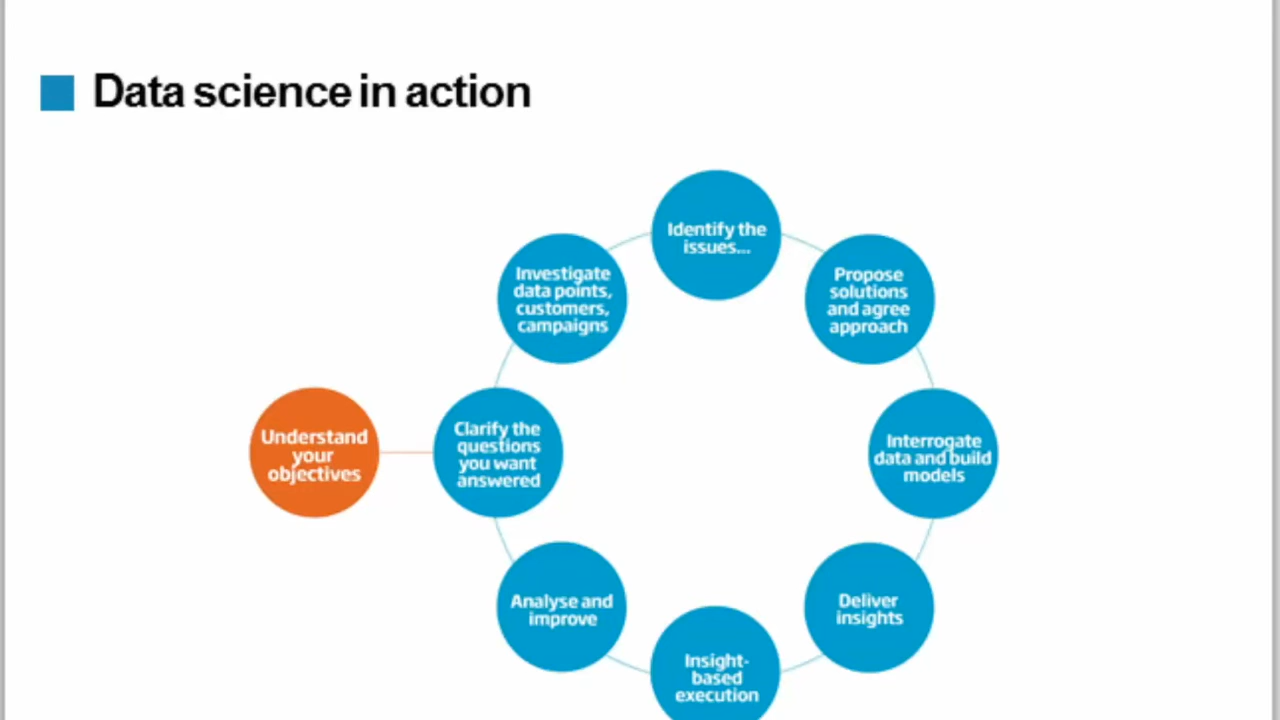 Data science in action
Identify the
issues...
Investigate
data points,
customers,
campaigns
Propose
solutions
and agree
approach
Understand
your
objectives
Clarify the
questions
you want
answered
Interrogate
data and build
models
Analyse and
improve
Deliver
insights
Insight-
based
execution